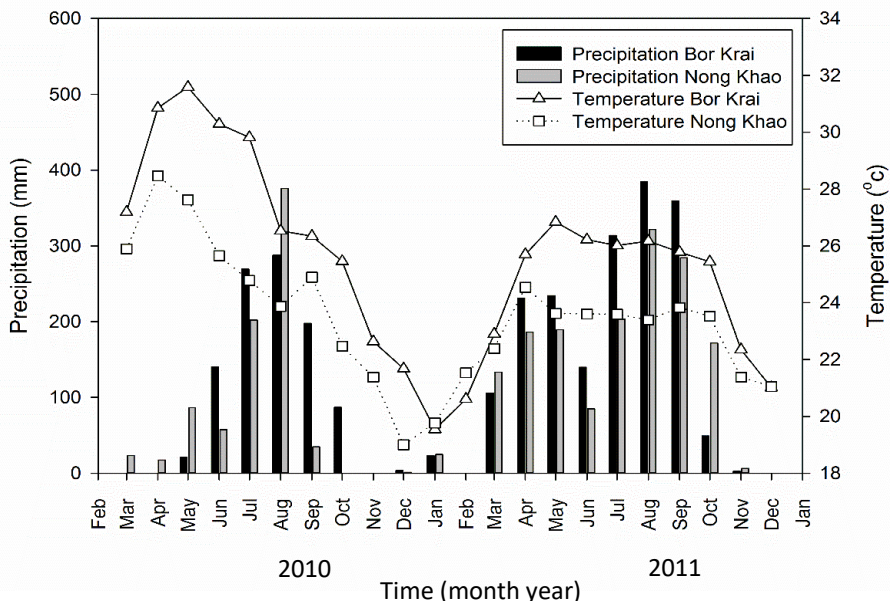 600
500
400
300
200
100
0
Precipitation (mm)
Precipitation Bor Krai
Precipitation Nong Khao
Temperature Bor Krai
Temperature Nong Khao
34
32
30
28
26
24
22
20
18
Temperature (°c)
Feb
Mar
Apr
May
Jun
Jul
Aug
Sep
Oct
Nov
Dec
Jan
Feb
Mar
Apr
May
Jun
Jul
Aug
Sep
Oct
Nov
Dec
Jan
2010
2011
Time (month year)